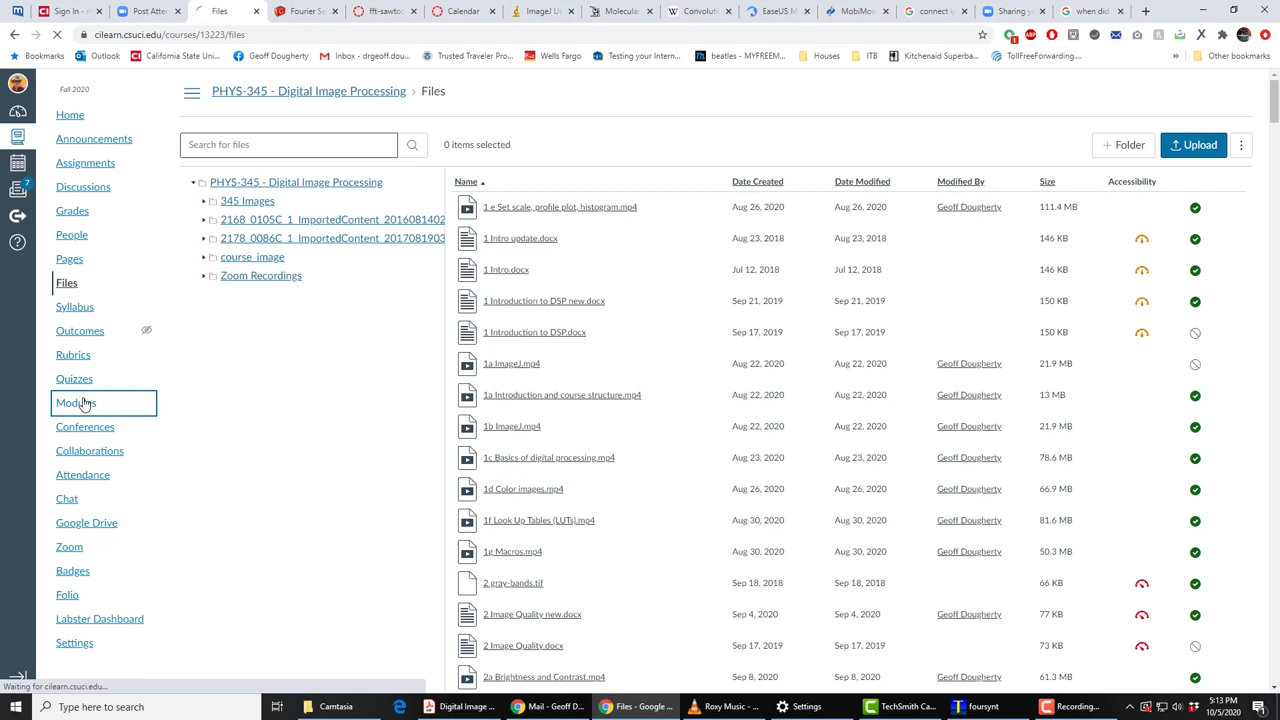 Files
Fourier Se
fft-sawtoo
Calendar
ImageJ U
Molecular
Convolutio
EaseUS M
MobiMove
connect ip
Sharing y
when did
cilearn.csuci.edu/courses/13223/files
Bookmarks
Outlook
California State Uni...
Geoff Dougherty
Inbox - drgeoff.dou...
Trusted Traveler Pro...
Wells Fargo
Testing your Intern...
beatles - MYFREEM...
Houses
ITB
Kitchenaid Superba...
TollFreeForwarding....
Other bookmarks
Fall 2020
PHYS-345 - Digital Image Processing › Files
Home
Announcements
Assignments
Discussions
Grades
People
Pages
Files
Syllabus
Outcomes
Rubrics
Quizzes
Modules
Conferences
Collaborations
Attendance
Chat
Google Drive
Zoom
Badges
Folio
Labster Dashboard
Settings
7
Search for files
0 items selected
+ Folder
Upload
PHYS-345 - Digital Image Processing
345 Images
2168_0105C_1_ImportedContent_2016081402
2178_0086C_1_ImportedContent_2017081903
course_image
Zoom Recordings
Name Date Created Date Modified Modified By Size Accessibility
1 e Set scale, profile plot, histogram.mp4 Aug 26, 2020 Aug 26, 2020 Geoff Dougherty 111.4 MB
1 Intro update.docx Aug 23, 2018 Aug 23, 2018 146 KB
1 Intro.docx Jul 12, 2018 Jul 12, 2018 146 KB
1 Introduction to DSP new.docx Sep 21, 2019 Sep 21, 2019 150 KB
1 Introduction to DSP.docx Sep 17, 2019 Sep 17, 2019 150 KB
1a ImageJ.mp4 Aug 22, 2020 Aug 22, 2020 Geoff Dougherty 21.9 MB
1a Introduction and course structure.mp4 Aug 22, 2020 Aug 22, 2020 Geoff Dougherty 13 MB
1b ImageJ.mp4 Aug 22, 2020 Aug 22, 2020 Geoff Dougherty 21.9 MB
1c Basics of digital processing.mp4 Aug 23, 2020 Aug 23, 2020 Geoff Dougherty 78.6 MB
1d Color images.mp4 Aug 26, 2020 Aug 26, 2020 Geoff Dougherty 66.9 MB
1f Look Up Tables (LUTs).mp4 Aug 30, 2020 Aug 30, 2020 Geoff Dougherty 81.6 MB
1g Macros.mp4 Aug 30, 2020 Aug 30, 2020 Geoff Dougherty 50.3 MB
2 gray-bands.tif Sep 18, 2018 Sep 18, 2018 66 KB
2 Image Quality new.docx Sep 4, 2020 Sep 4, 2020 Geoff Dougherty 77 KB
2 Image Quality.docx Sep 17, 2019 Sep 17, 2019 73 KB
2a Brightness and Contrast.mp4 Sep 8, 2020 Sep 8, 2020 Geoff Dougherty 61.3 MB
Waiting for cilearn.csuci.edu...
Type here to search
Camtasia
Digital Image ...
Mail - Geoff D...
Files - Google ...
Roxy Music - ...
Settings
TechSmith Ca...
foursynt
Recording...
5:13 PM
10/5/2020